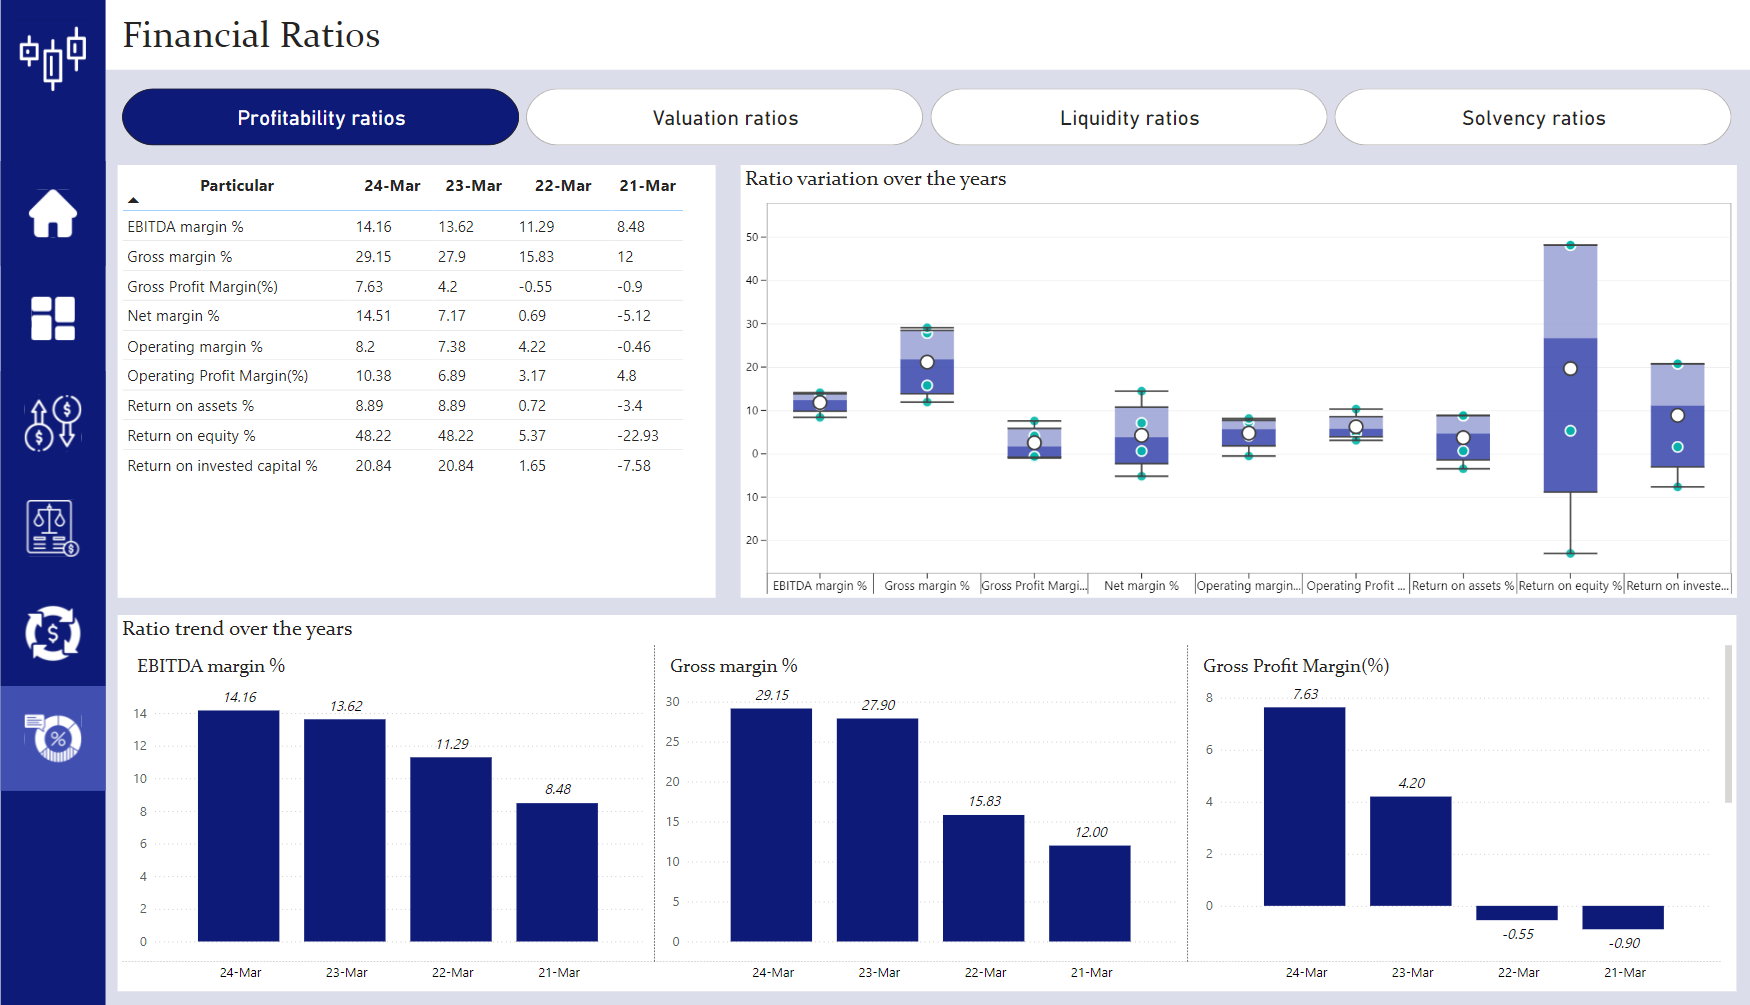 Financial Ratios
Profitability ratios
Valuation ratios
Liquidity ratios
Solvency ratios
Particular 24-Mar 23-Mar 22-Mar 21-Mar
EBITDA margin % 14.16 13.62 11.29 8.48
Gross margin % 29.15 27.9 15.83 12
Gross Profit Margin(%) 7.63 4.2 -0.55 -0.9
Net margin % 14.51 7.17 0.69 -5.12
Operating margin % 8.2 7.38 4.22 -0.46
Operating Profit Margin(%) 10.38 6.89 3.17 4.8
Return on assets % 8.89 8.89 0.72 -3.4
Return on equity % 48.22 48.22 5.37 -22.93
Return on invested capital % 20.84 20.84 1.65 -7.58
Ratio variation over the years
50
40
30
20
10
0
10
20
EBITDA margin % Gross margin % Gross Profit Margi... Net margin % Operating margin... Operating Profit ... Return on assets % Return on equity % Return on investe...
Ratio trend over the years
EBITDA margin %
14
12
10
8
6
4
2
0
14.16
13.62
11.29
8.48
24-Mar 23-Mar 22-Mar 21-Mar
Gross margin %
30
25
20
15
10
5
0
29.15
27.90
15.83
12.00
24-Mar 23-Mar 22-Mar 21-Mar
Gross Profit Margin(%)
8
6
4
2
0
7.63
4.20
-0.55
-0.90
24-Mar 23-Mar 22-Mar 21-Mar
$
$
$
$
%